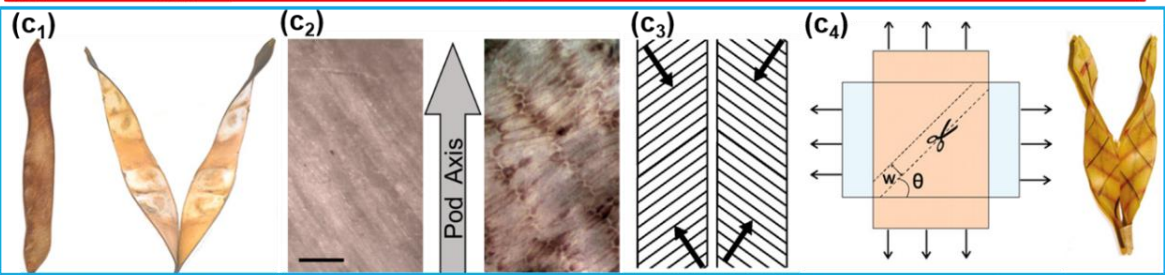 (c1)
(c2)
Pod Axis
(c3)
(c4)
w
θ